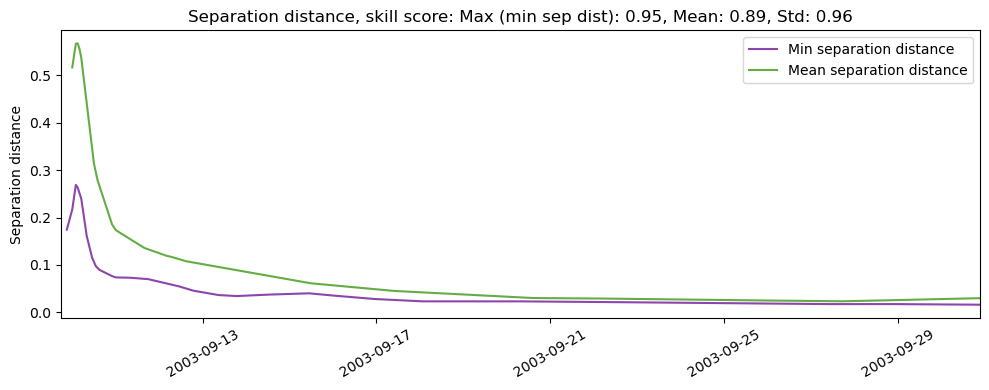 Separation distance, skill score: Max (min sep dist): 0.95, Mean: 0.89, Std: 0.96
Min separation distance
Mean separation distance
Separation distance
0.5
0.4
0.3
0.2
0.1
0.0
2003-09-13
2003-09-17
2003-09-21
2003-09-25
2003-09-29